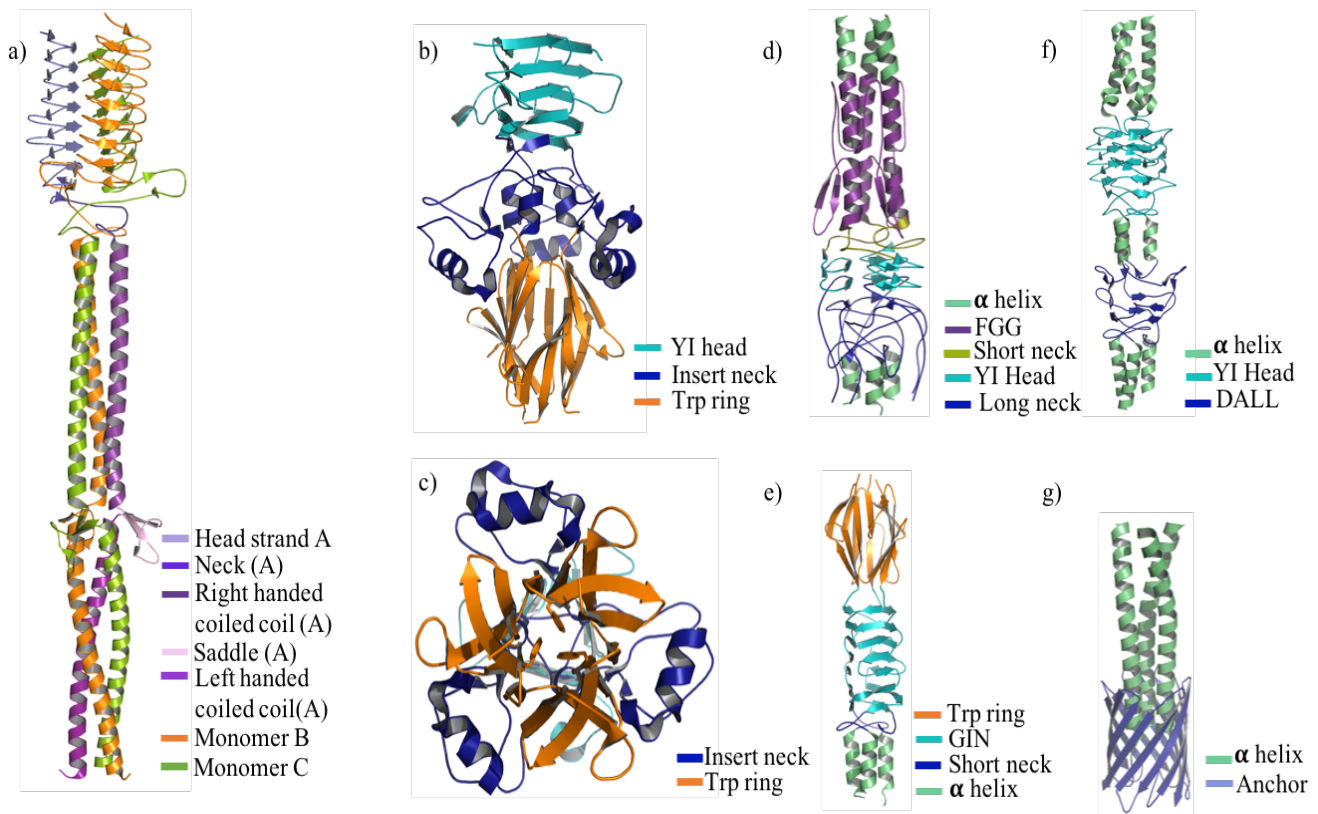 a)
Head strand A
Neck (A)
Right handed
coiled coil (A)
Saddle (A)
Left handed
coiled coil(A)
Monomer B
Monomer C
b)
YI head
Insert neck
Trp ring
c)
Insert neck
Trp ring
d)
α helix
FGG
Short neck
YI Head
Long neck
e)
Trp ring
GIN
Short neck
α helix
f)
α helix
YI Head
DALL
g)
α helix
Anchor